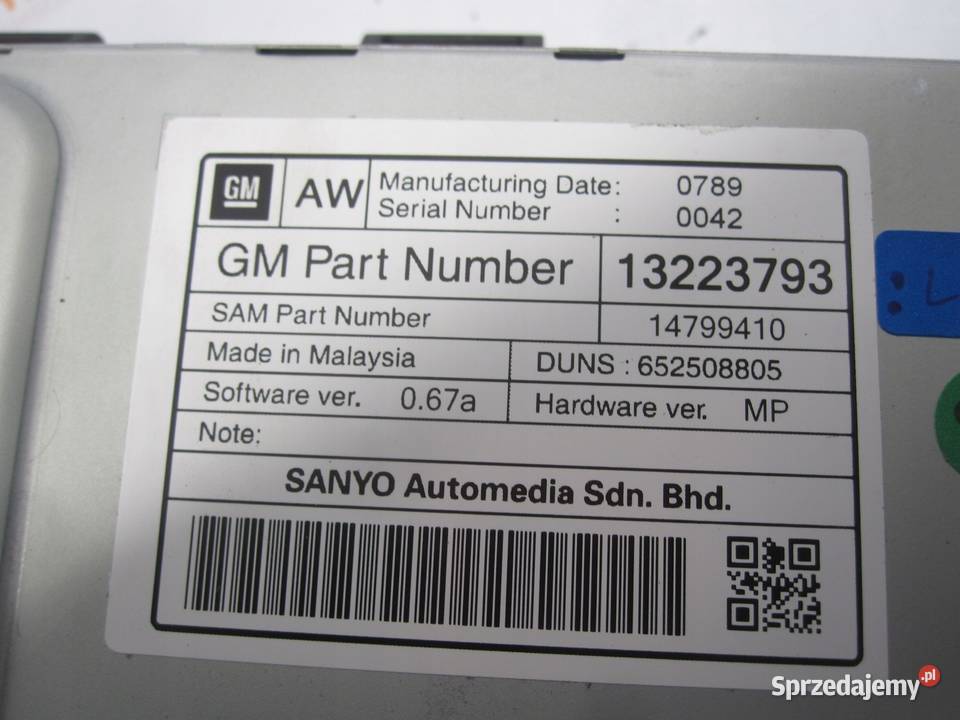 GM AW Manufacturing Date: 0789
Serial Number : 0042
GM Part Number 13223793
SAM Part Number 14799410
Made in Malaysia DUNS : 652508805
Software ver. 0.67a Hardware ver. MP
Note:
SANYO Automedia Sdn. Bhd.
Sprzedajemy.pl